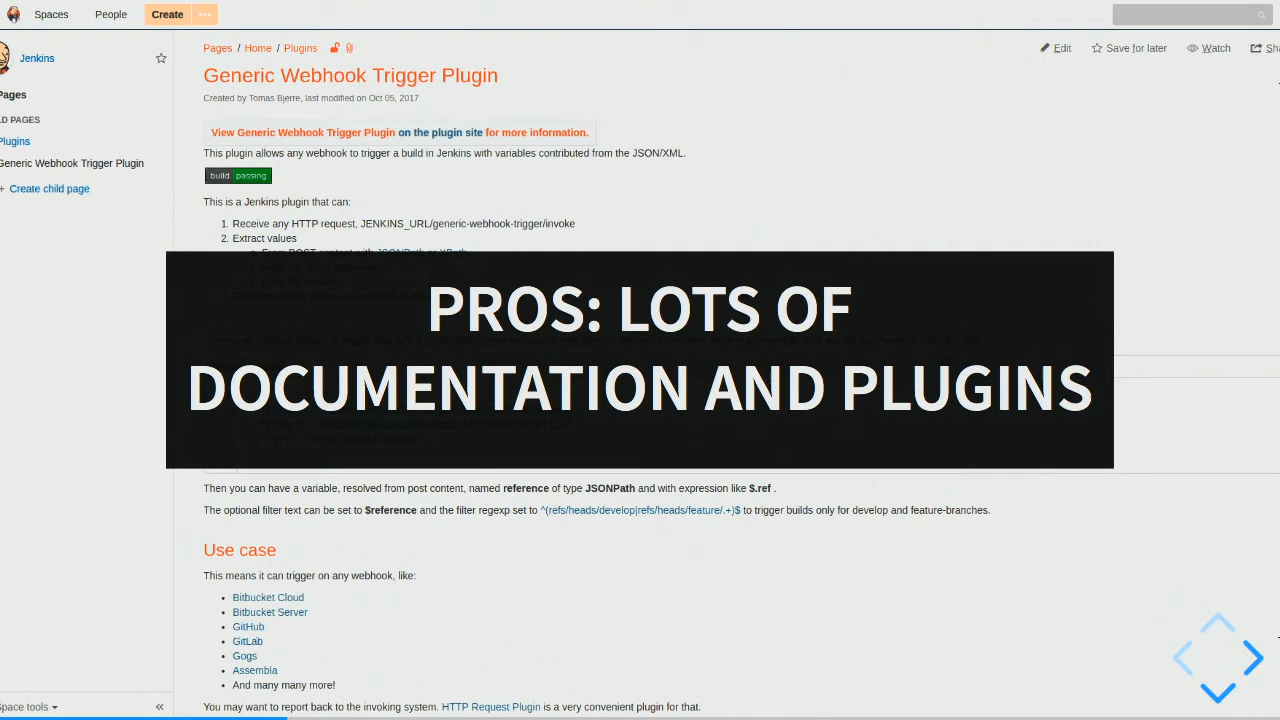 Spaces People Create ...
Jenkins
Pages / Home / Plugins
Edit Save for later Watch
Generic Webhook Trigger Plugin
Created by Tomas Bjerre, last modified on Oct 05, 2017
Pages
Plugins
Generic Webhook Trigger Plugin
+ Create child page
View Generic Webhook Trigger Plugin on the plugin site for more information.
This plugin allows any webhook to trigger a build in Jenkins with variables contributed from the JSON/XML.
build passing
This is a Jenkins plugin that can:
1. Receive any HTTP request, JENKINS_URL/generic-webhook-trigger/invoke
2. Extract values
a. From POST content with JSONPath or XPath
PROS: LOTS OF
DOCUMENTATION AND PLUGINS
Then you can have a variable, resolved from post content, named reference of type JSONPath and with expression like $.ref .
The optional filter text can be set to $reference and the filter regexp set to ^(refs/heads/develop|refs/heads/feature/.+)$ to trigger builds only for develop and feature-branches.
Use case
This means it can trigger on any webhook, like:
• Bitbucket Cloud
• Bitbucket Server
• GitHub
• GitLab
• Gogs
• Assembla
• And many many more!
You may want to report back to the invoking system. HTTP Request Plugin is a very convenient plugin for that.
Space tools